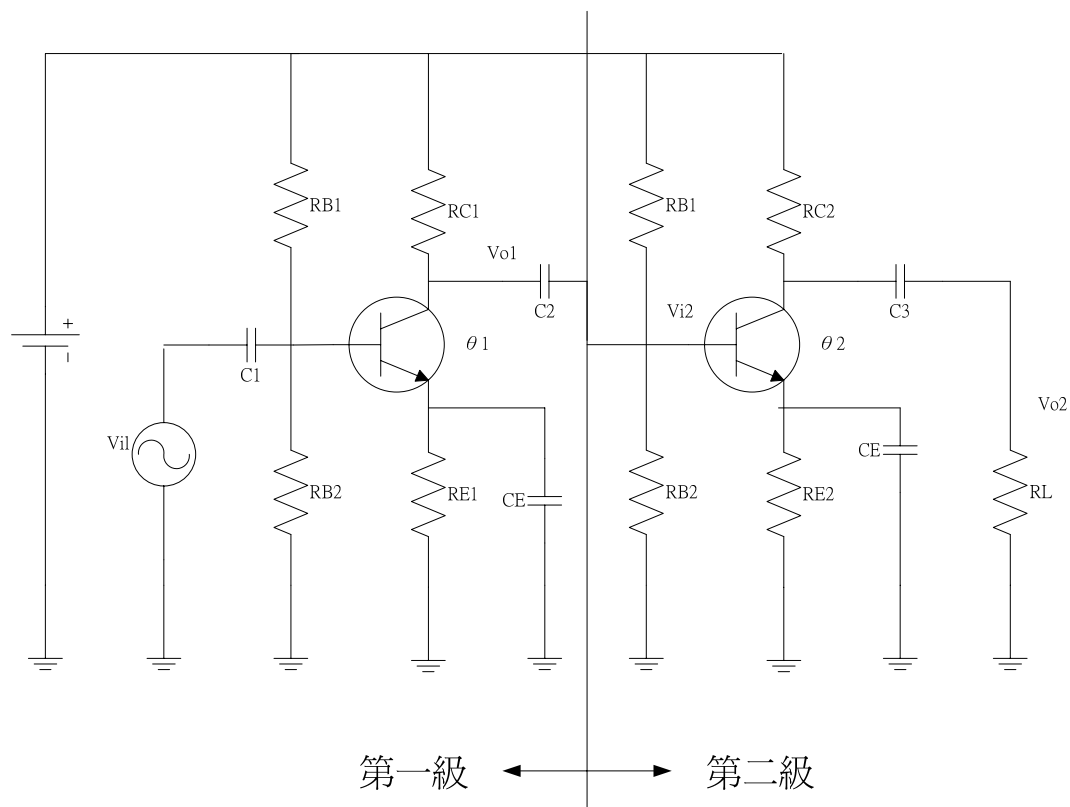 RB1
RC1
RB1
RC2
Vo1
C2
Vi2
C3
+
-
C1
θ1
θ2
Vi1
Vo2
RB2
RE1
CE
RB2
RE2
CE
RL
第一級
第二級